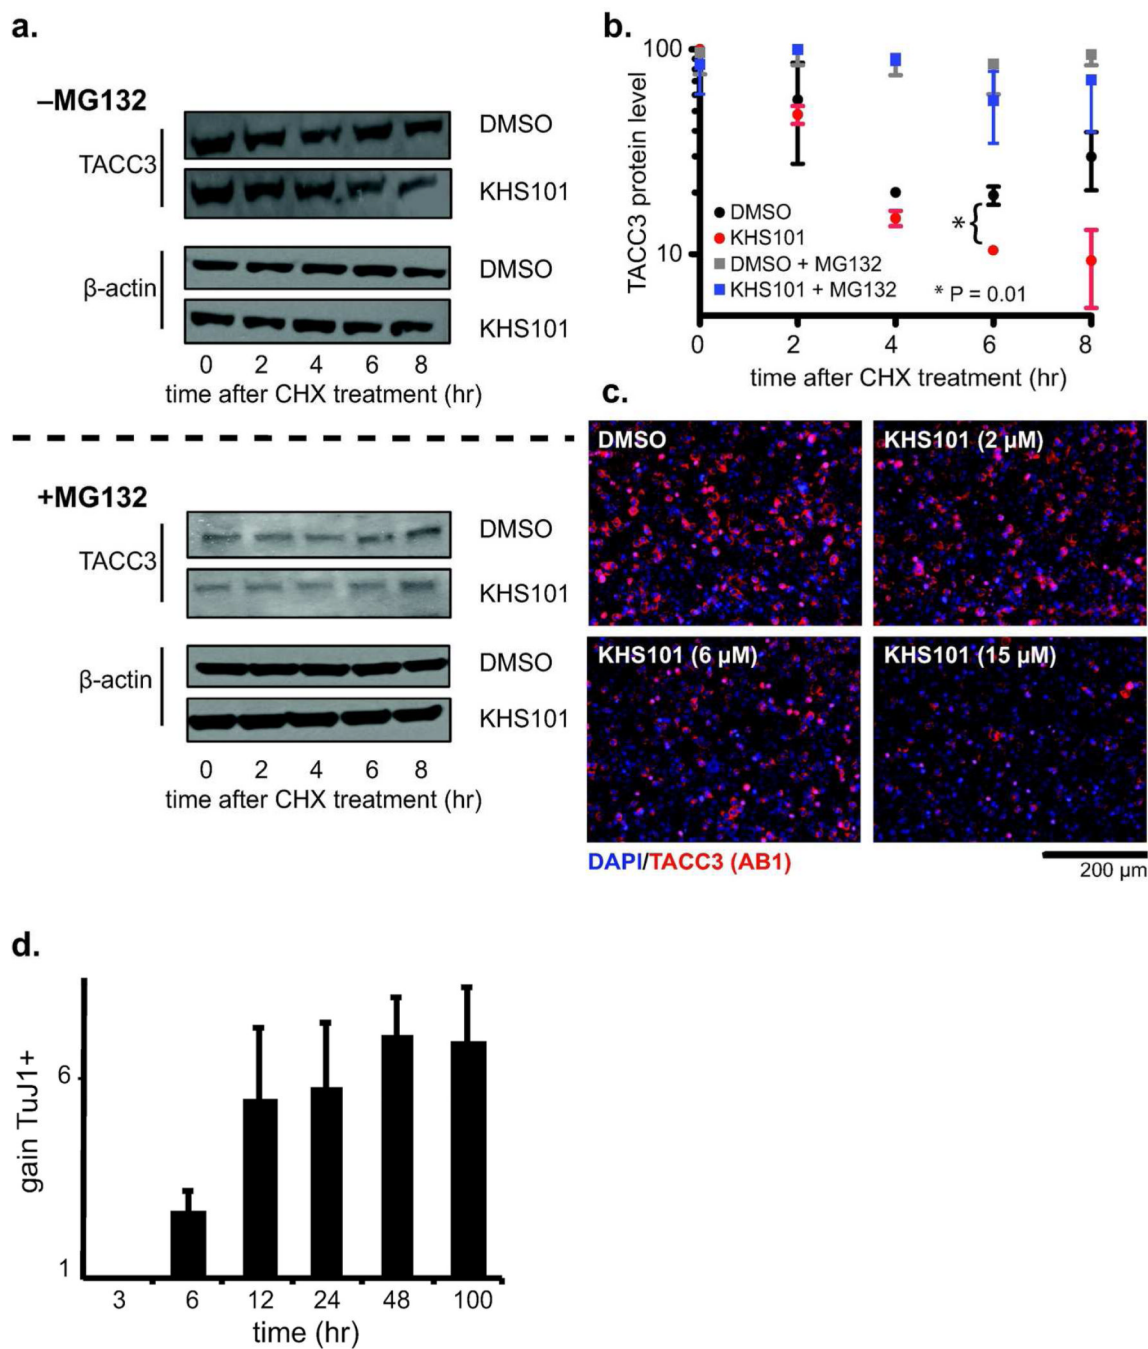 a.
–MG132
TACC3
DMSO
KHS101
β-actin
DMSO
KHS101
0 2 4 6 8
time after CHX treatment (hr)
+MG132
TACC3
DMSO
KHS101
β-actin
DMSO
KHS101
0 2 4 6 8
time after CHX treatment (hr)
b.
100
10
TACC3 protein level
DMSO
KHS101
DMSO + MG132
KHS101 + MG132
*
* P = 0.01
0 2 4 6 8
time after CHX treatment (hr)
c.
DMSO
KHS101 (2 µM)
KHS101 (6 µM)
KHS101 (15 µM)
DAPI/TACC3 (AB1)
200 µm
d.
gain TuJ1+
6
1
3 6 12 24 48 100
time (hr)